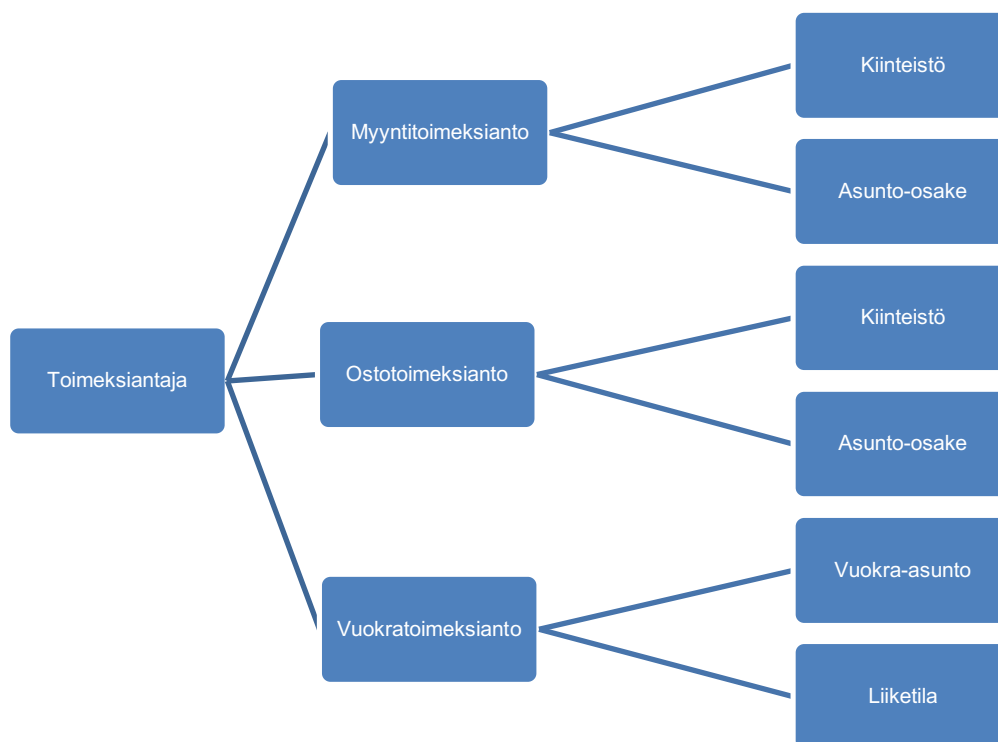 Toimeksiantaja
Myyntitoimeksianto
Kiinteistö
Asunto-osake
Ostotoimeksianto
Kiinteistö
Asunto-osake
Vuokratoimeksianto
Vuokra-asunto
Liiketila